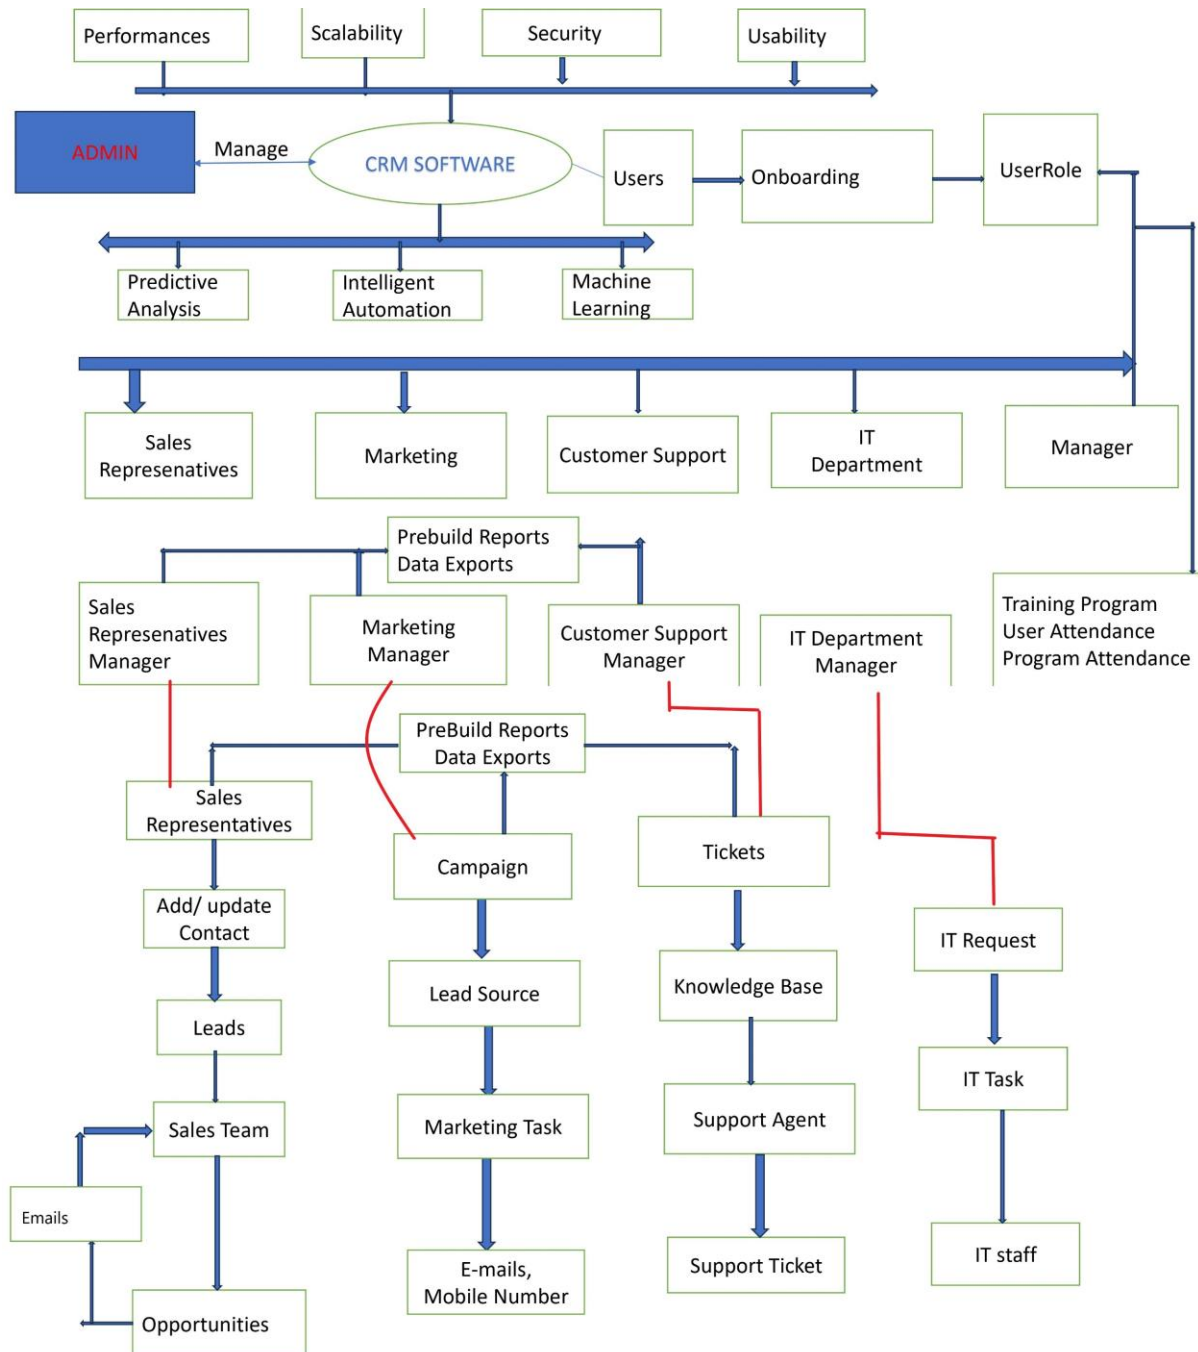 Performances
Scalability
Security
Usability
ADMIN
Manage
CRM SOFTWARE
Users
Onboarding
UserRole
Predictive
Analysis
Intelligent
Automation
Machine
Learning
Sales
Represenatives
Marketing
Customer Support
IT
Department
Manager
Prebuild Reports
Data Exports
Sales
Represenatives
Manager
Marketing
Manager
Customer Support
Manager
IT Department
Manager
Training Program
User Attendance
Program Attendance
PreBuild Reports
Data Exports
Sales
Representatives
Campaign
Tickets
Add/ update
Contact
IT Request
Lead Source
Knowledge Base
Leads
IT Task
Sales Team
Marketing Task
Support Agent
Emails
IT staff
E-mails,
Mobile Number
Support Ticket
Opportunities